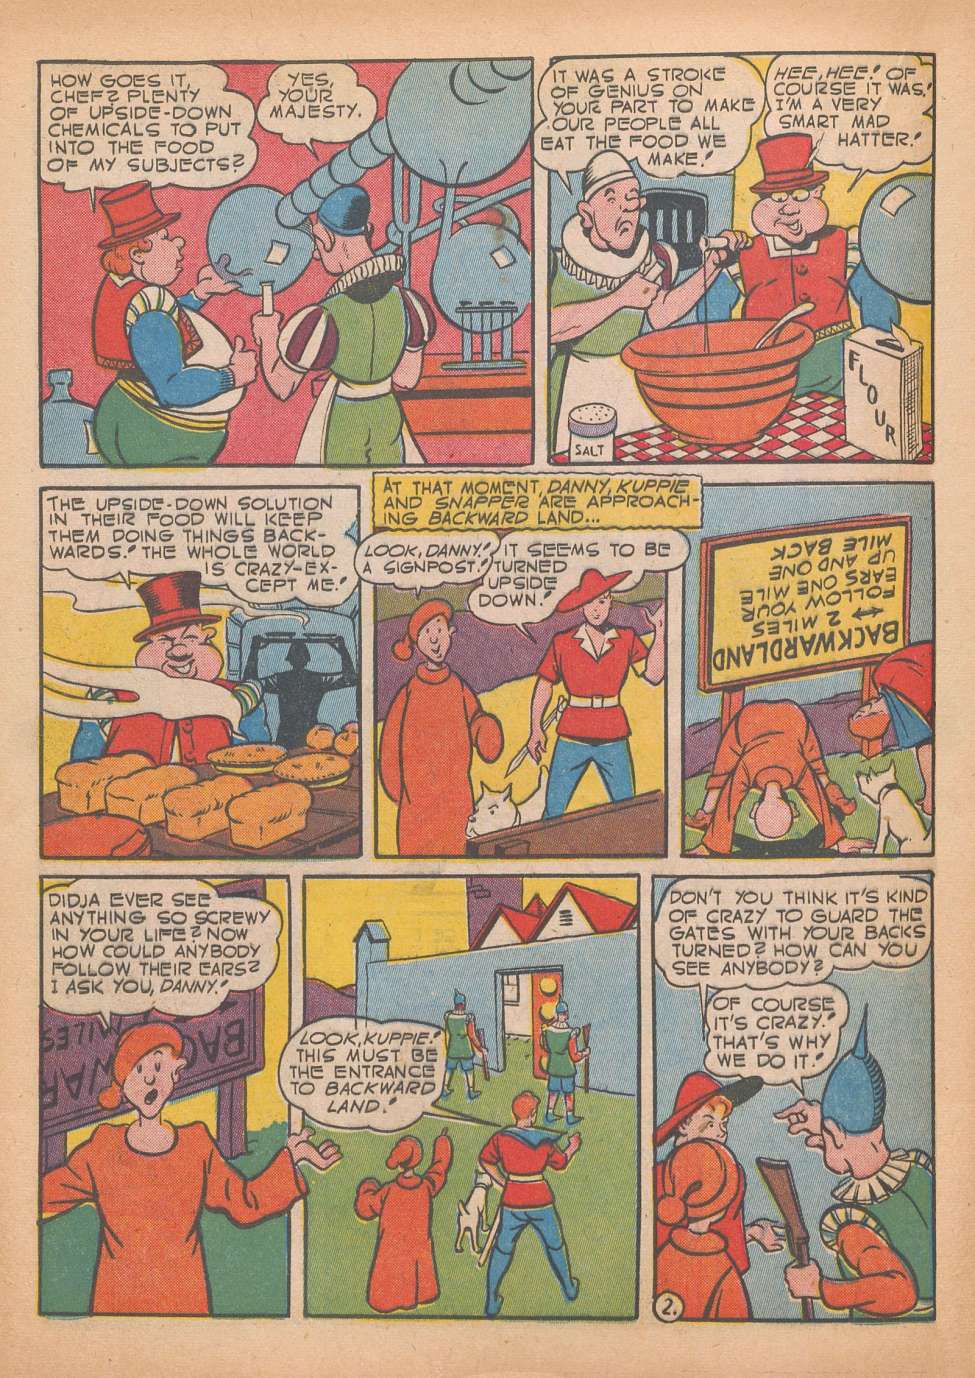 HOW GOES IT,
CHEF? PLENTY
OF UPSIDE-DOWN
CHEMICALS TO PUT
INTO THE FOOD
OF MY SUBJECTS?
YES,
YOUR
MAJESTY.
IT WAS A STROKE
OF GENIUS ON
YOUR PART TO MAKE
OUR PEOPLE ALL
EAT THE FOOD WE
MAKE!
HEE, HEE! OF
COURSE IT WAS!
I'M A VERY
SMART MAD
HATTER!
FLOUR
SALT
THE UPSIDE-DOWN SOLUTION
IN THEIR FOOD WILL KEEP
THEM DOING THINGS BACK-
WARDS! THE WHOLE WORLD
IS CRAZY-EX-
CEPT ME!
AT THAT MOMENT, DANNY, KUPPIE
AND SNAPPER ARE APPROACH-
ING BACKWARD LAND...
LOOK, DANNY!
A SIGNPOST!
IT SEEMS TO BE
TURNED
UPSIDE
DOWN!
BACKWARDLAND
↔ 2 MILES
FOLLOW YOUR
EARS ONE MILE
UP AND ONE
MILE BACK
DIDJA EVER SEE
ANYTHING SO SCREWY
IN YOUR LIFE? NOW
HOW COULD ANYBODY
FOLLOW THEIR EARS?
I ASK YOU, DANNY!
BAC WAR
MILES
LOOK, KUPPIE!
THIS MUST BE
THE ENTRANCE
TO BACKWARD
LAND!
DON'T YOU THINK IT'S KIND
OF CRAZY TO GUARD THE
GATES WITH YOUR BACKS
TURNED? HOW CAN YOU
SEE ANYBODY?
OF COURSE
IT'S CRAZY!
THAT'S WHY
WE DO IT!
2.